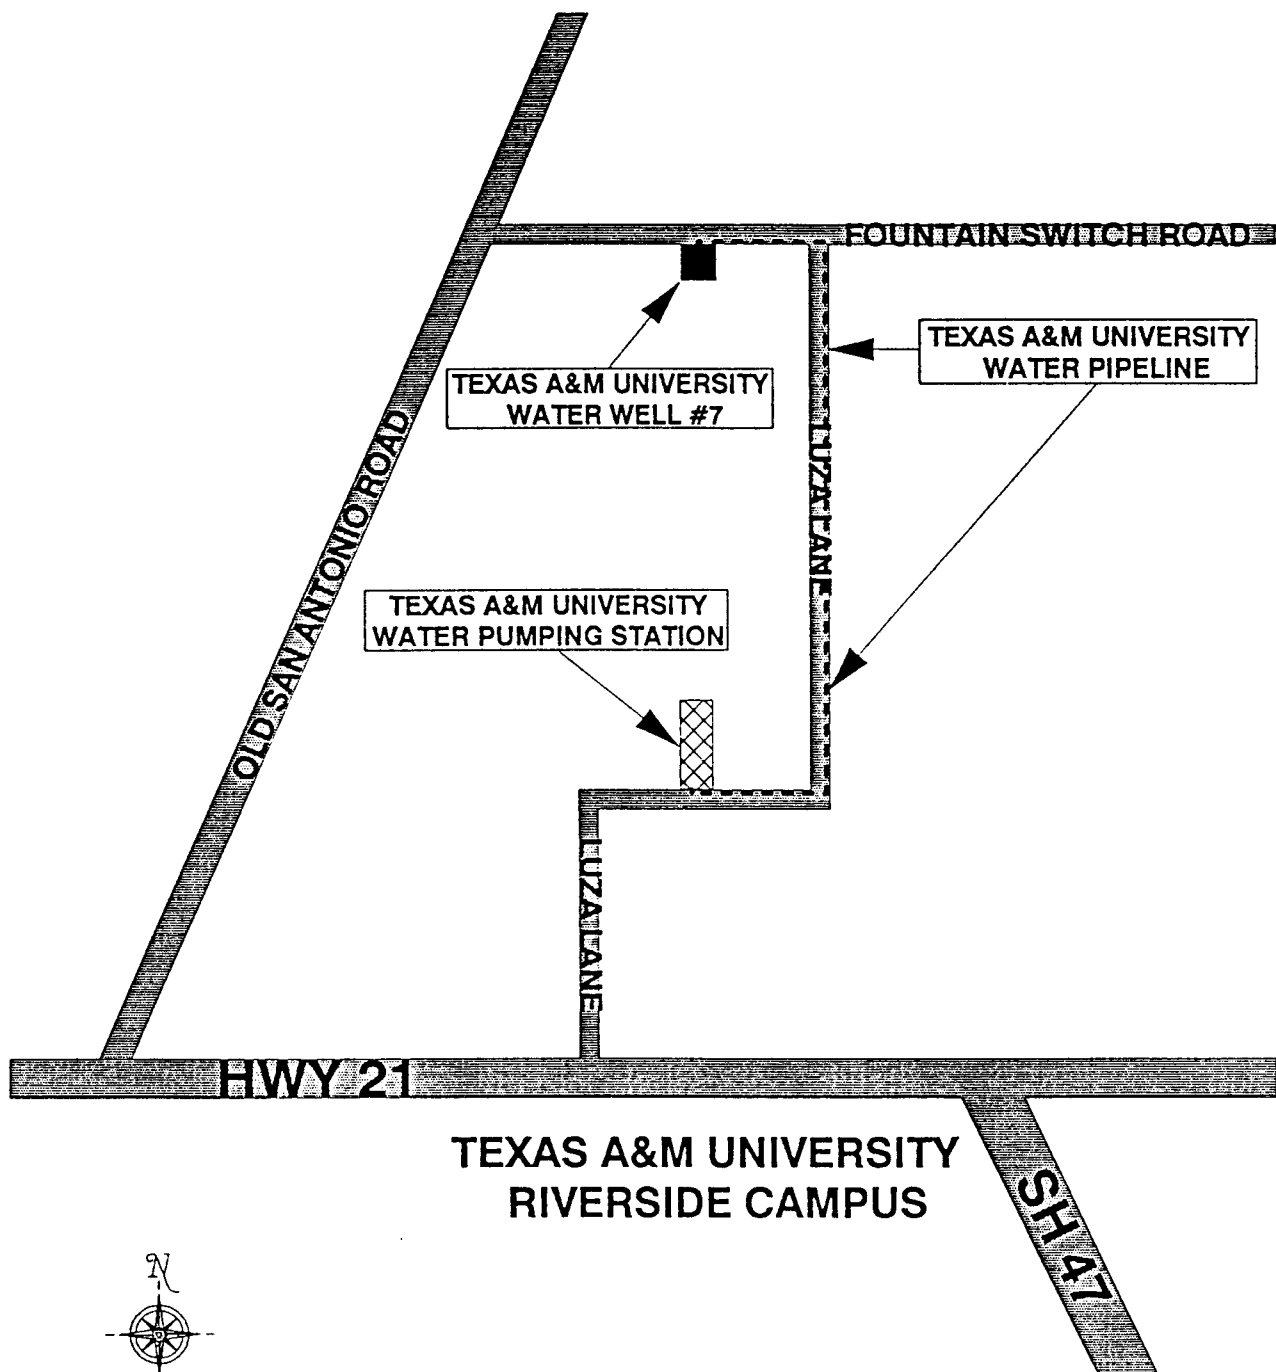 FOUNTAIN SWITCH ROAD
TEXAS A&M UNIVERSITY
WATER PIPELINE
TEXAS A&M UNIVERSITY
WATER WELL #7
LUZA LANE
OLD SAN ANTONIO ROAD
TEXAS A&M UNIVERSITY
WATER PUMPING STATION
LUZA LANE
HWY 21
TEXAS A&M UNIVERSITY
RIVERSIDE CAMPUS
SH 47
N